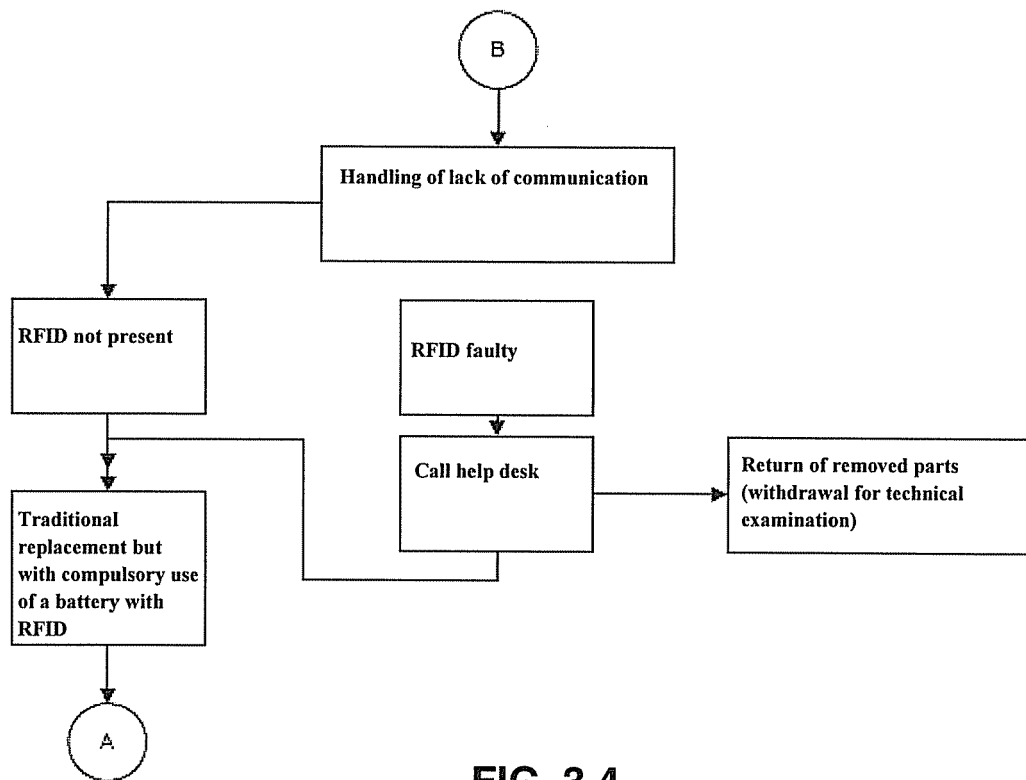 B
Handling of lack of communication
RFID not present
RFID faulty
Call help desk
Return of removed parts
(withdrawal for technical
examination)
Traditional
replacement but
with compulsory use
of a battery with
RFID
A
FIG. 3.4